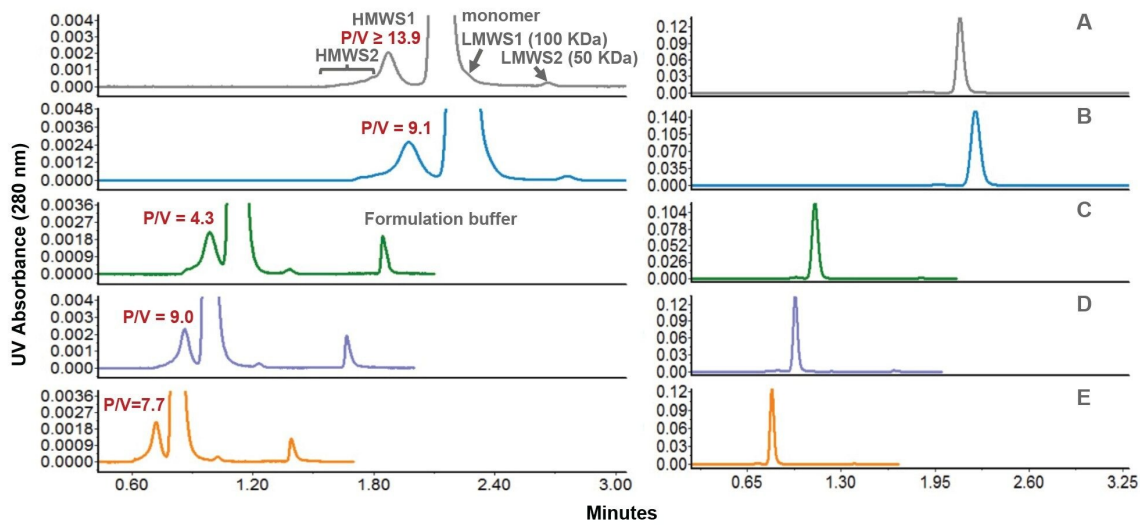 HMWS1
monomer
P/V ≥ 13.9
LMWS1 (100 KDa)
HMWS2
LMWS2 (50 KDa)
0.004
0.003
0.002
0.001
0.000
A
0.12
0.09
0.06
0.03
0.00
P/V = 9.1
0.0048
0.0036
0.0024
0.0012
0.0000
B
0.140
0.105
0.070
0.035
0.000
P/V = 4.3
Formulation buffer
0.0036
0.0027
0.0018
0.0009
0.0000
C
0.104
0.078
0.052
0.026
0.000
P/V = 9.0
0.004
0.003
0.002
0.001
0.000
D
0.12
0.09
0.06
0.03
0.00
P/V=7.7
0.0036
0.0027
0.0018
0.0009
0.0000
E
0.12
0.09
0.06
0.03
0.00
0.60 1.20 1.80 2.40 3.00
0.65 1.30 1.95 2.60 3.25
UV Absorbance (280 nm)
Minutes